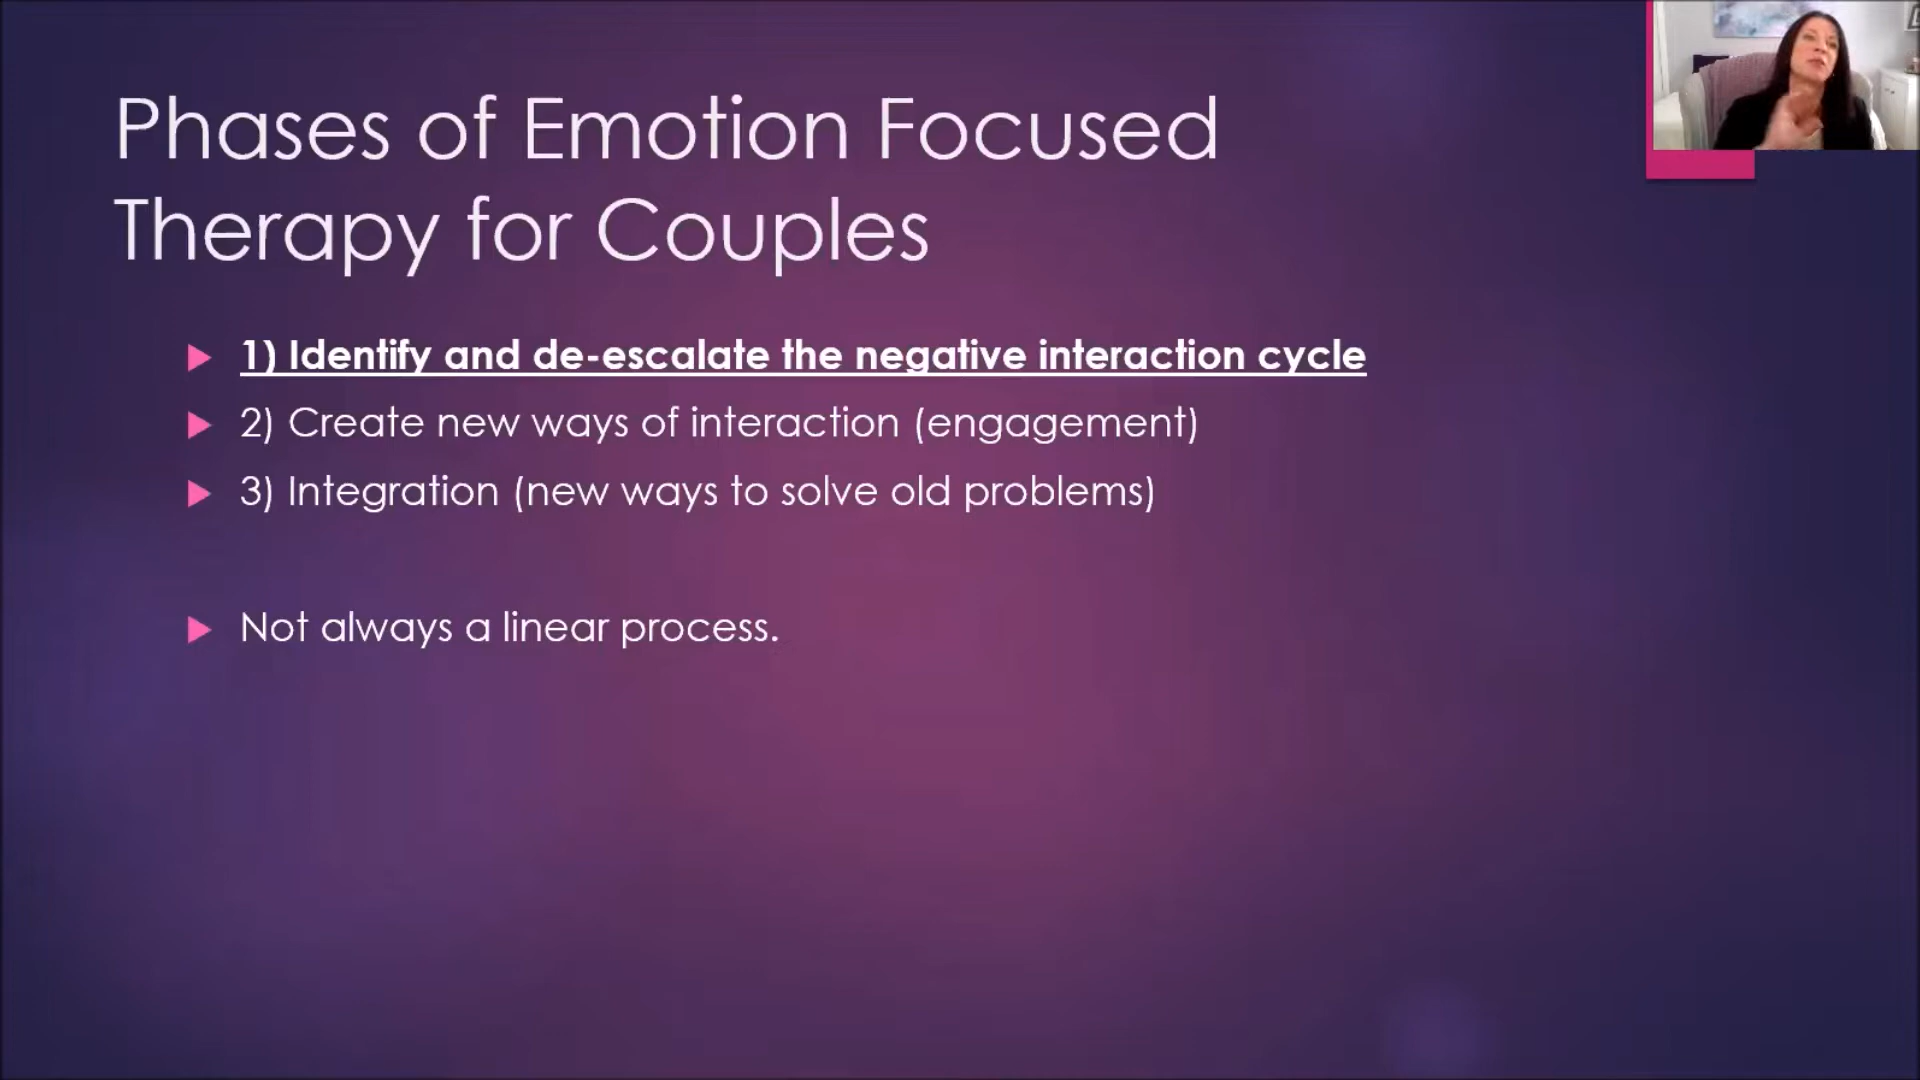 Phases of Emotion Focused
Therapy for Couples
1) Identify and de-escalate the negative interaction cycle
2) Create new ways of interaction (engagement)
3) Integration (new ways to solve old problems)
Not always a linear process.